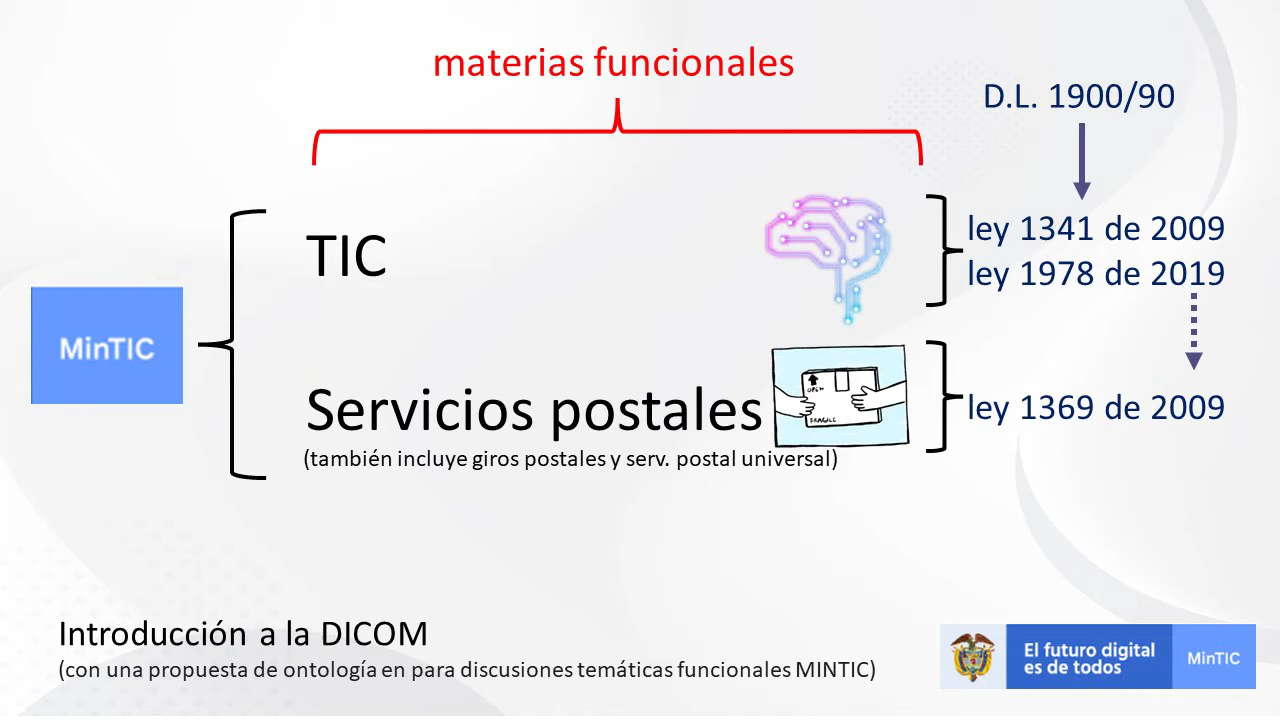 materias funcionales
D.L. 1900/90
TIC
ley 1341 de 2009
ley 1978 de 2019
MinTIC
Servicios postales
OPEN
FRAGILE
ley 1369 de 2009
(también incluye giros postales y serv. postal universal)
Introducción a la DICOM
(con una propuesta de ontología en para discusiones temáticas funcionales MINTIC)
El futuro digital
es de todos
MinTIC